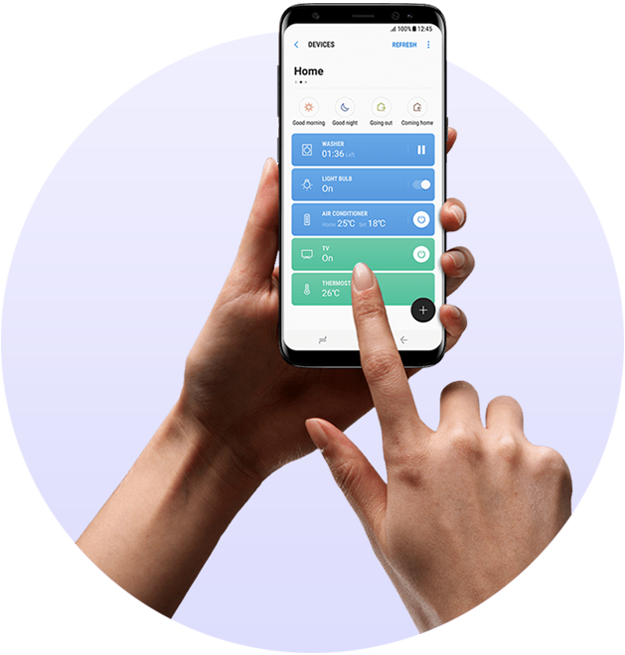 100% 12:45
DEVICES REFRESH
Home
Good morning Good night Going out Coming home
WASHER
01:36 Left
LIGHT BULB
On
AIR CONDITIONER
Home 25℃ Set 18℃
TV
On
THERMOST
26℃